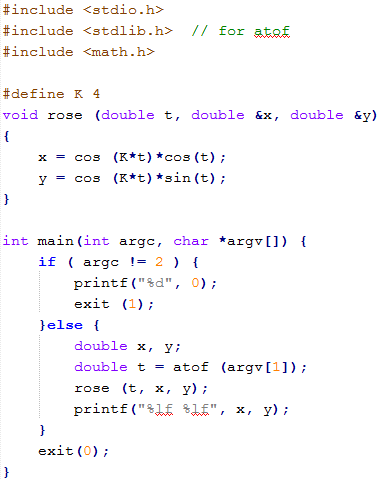 #include <stdio.h>
#include <stdlib.h>  // for atof
#include <math.h>

#define K 4
void rose (double t, double &x, double &y)
{
    x = cos (K*t)*cos(t);
    y = cos (K*t)*sin(t);
}

int main(int argc, char *argv[]) {
    if ( argc != 2 ) {
        printf("%d", 0);
        exit (1);
    }else {
        double x, y;
        double t = atof (argv[1]);
        rose (t, x, y);
        printf("%lf %lf", x, y);
    }
    exit(0);
}